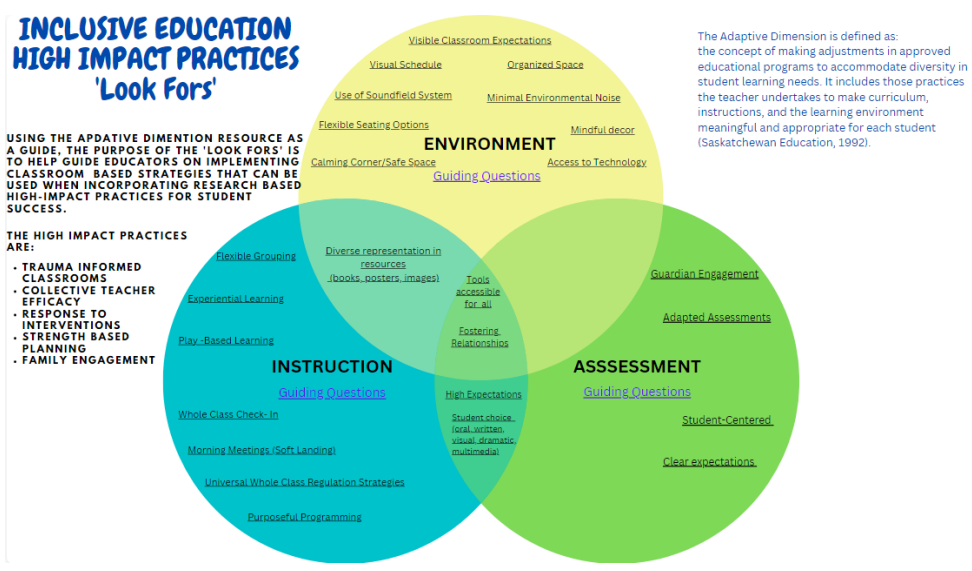 INCLUSIVE EDUCATION
HIGH IMPACT PRACTICES
'Look Fors'
USING THE APDATIVE DIMENTION RESOURCE AS
A GUIDE, THE PURPOSE OF THE 'LOOK FORS' IS
TO HELP GUIDE EDUCATORS ON IMPLEMENTING
CLASSROOM BASED STRATEGIES THAT CAN BE
USED WHEN INCORPORATING RESEARCH BASED
HIGH-IMPACT PRACTICES FOR STUDENT
SUCCESS.
THE HIGH IMPACT PRACTICES
ARE:
• TRAUMA INFORMED
CLASSROOMS
• COLLECTIVE TEACHER
EFFICACY
• RESPONSE TO
INTERVENTIONS
• STRENGTH BASED
PLANNING
• FAMILY ENGAGEMENT
Visible Classroom Expectations
Visual Schedule
Organized Space
Use of Soundfield System
Minimal Environmental Noise
Flexible Seating Options
Mindful decor
ENVIRONMENT
Calming Corner/Safe Space
Access to Technology
Guiding Questions
The Adaptive Dimension is defined as:
the concept of making adjustments in approved
educational programs to accommodate diversity in
student learning needs. It includes those practices
the teacher undertakes to make curriculum,
instructions, and the learning environment
meaningful and appropriate for each student
(Saskatchewan Education, 1992).
Flexible Grouping
Diverse representation in
resources
(books, posters, images)
Experiential Learning
Play -Based Learning
INSTRUCTION
Guiding Questions
Whole Class Check- In
Morning Meetings (Soft Landing)
Universal Whole Class Regulation Strategies
Purposeful Programming
Tools
accessible
for all
Fostering
Relationships
High Expectations
Student choice
(oral, written,
visual, dramatic,
multimedia)
Guardian Engagement
Adapted Assessments
ASSSESSMENT
Guiding Questions
Student-Centered
Clear expectations